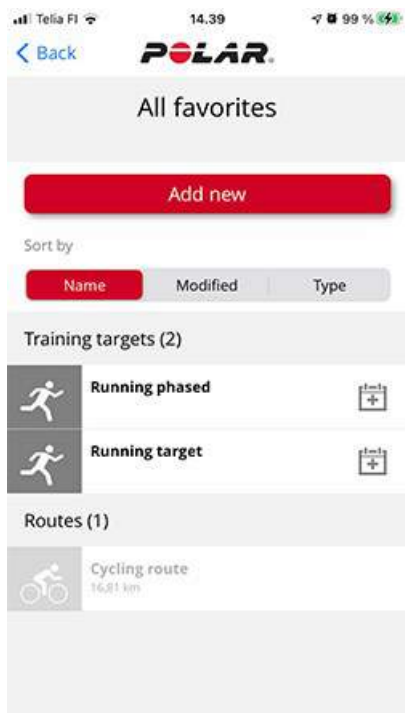 Telia FI 14.39 99 %
Back POLAR.
All favorites
Add new
Sort by
Name Modified Type
Training targets (2)
Running phased
Running target
Routes (1)
Cycling route
16,81 km